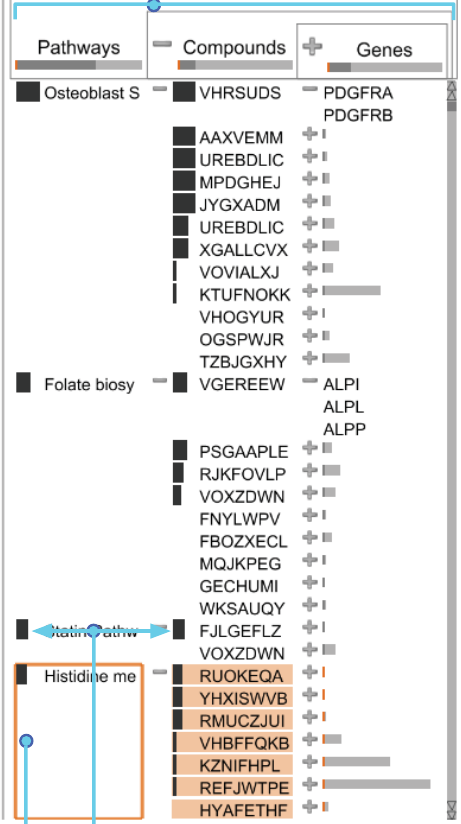 Pathways Compounds Genes
Osteoblast S VHRSUDS PDGFRA
PDGFRB
AAXVEMM
UREBDLIC
MPDGHEJ
JYGXADM
UREBDLIC
XGALLCVX
VOVIALXJ
KTUFNOKK
VHOGYUR
OGSPWJR
TZBJGXHY
Folate biosy VGEREEW ALPI
ALPL
ALPP
PSGAAPLE
RJKFOVLP
VOXZDWN
FNYLWPV
FBOZXECL
MQJKPEG
GECHUMI
WKSAUQY
Statin Pathw FJLGEFLZ
VOXZDWN
Histidine me RUOKEQA
YHXISWVB
RMUCZJUI
VHBFFQKB
KZNIFHPL
REFJWTPE
HYAFETHF